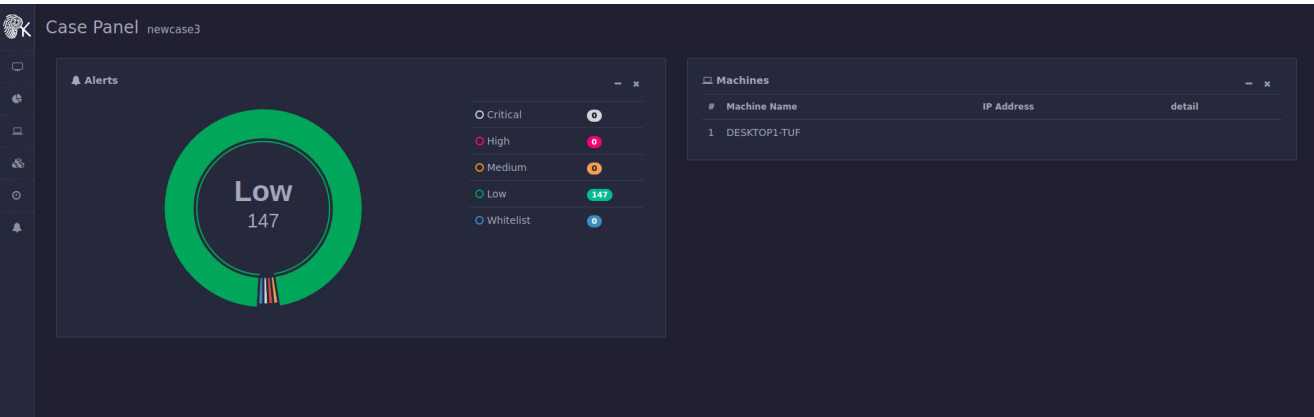 K
Case Panel newcase3
Alerts
Low
147
Critical 0
High 0
Medium 0
Low 147
Whitelist 0
Machines
# Machine Name IP Address detail
1 DESKTOP1-TUF